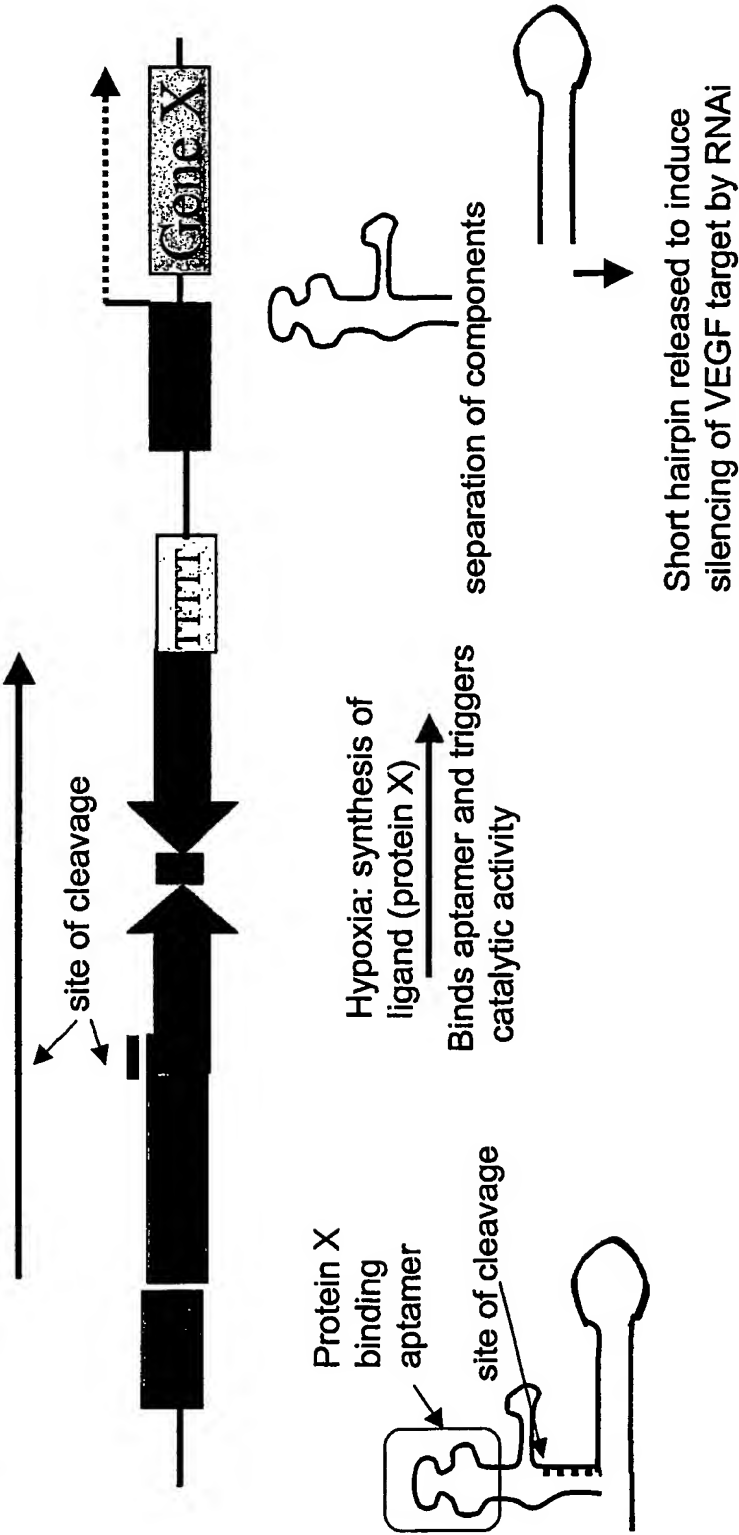 site of cleavage
TTTTT
Gene X
Protein X
binding
aptamer
site of cleavage
Hypoxia: synthesis of
ligand (protein X)
Binds aptamer and triggers
catalytic activity
separation of components
Short hairpin released to induce
silencing of VEGF target by RNAi